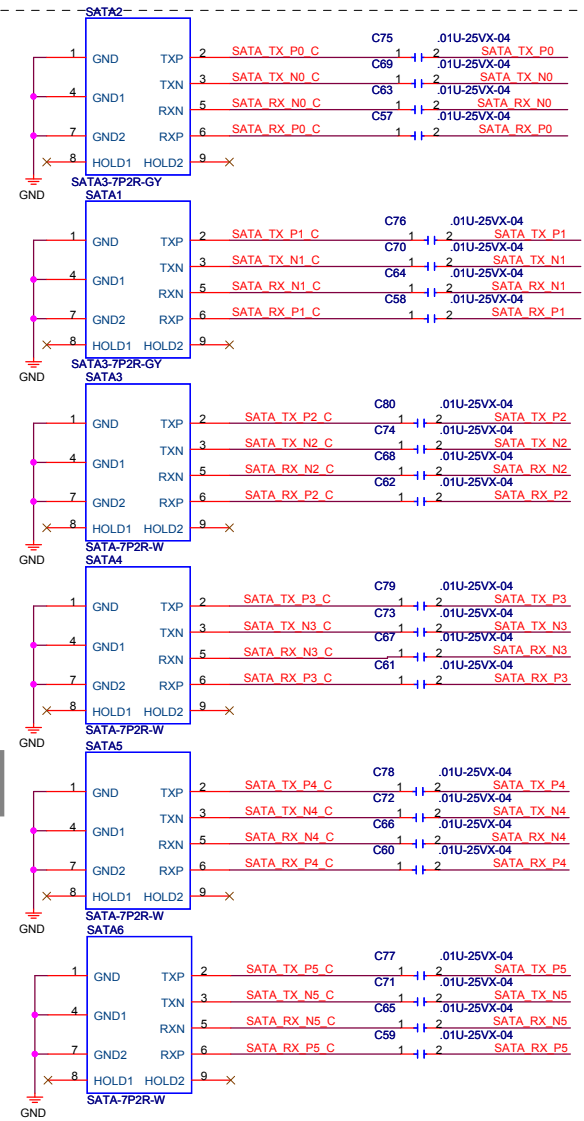 SATA2
C75 .01U-25VX-04
1 GND TXP 2 SATA_TX_P0_C 1 2 SATA_TX_P0
C69 .01U-25VX-04
TXN 3 SATA_TX_N0_C 1 2 SATA_TX_N0
4 GND1
C63 .01U-25VX-04
RXN 5 SATA_RX_N0_C 1 2 SATA_RX_N0
C57 .01U-25VX-04
7 GND2 RXP 6 SATA_RX_P0_C 1 2 SATA_RX_P0
8 HOLD1 HOLD2 9
SATA3-7P2R-GY
GND
SATA1
C76 .01U-25VX-04
1 GND TXP 2 SATA_TX_P1_C 1 2 SATA_TX_P1
C70 .01U-25VX-04
TXN 3 SATA_TX_N1_C 1 2 SATA_TX_N1
4 GND1
C64 .01U-25VX-04
RXN 5 SATA_RX_N1_C 1 2 SATA_RX_N1
C58 .01U-25VX-04
7 GND2 RXP 6 SATA_RX_P1_C 1 2 SATA_RX_P1
8 HOLD1 HOLD2 9
SATA3-7P2R-GY
GND
SATA3
C80 .01U-25VX-04
1 GND TXP 2 SATA_TX_P2_C 1 2 SATA_TX_P2
C74 .01U-25VX-04
TXN 3 SATA_TX_N2_C 1 2 SATA_TX_N2
4 GND1
C68 .01U-25VX-04
RXN 5 SATA_RX_N2_C 1 2 SATA_RX_N2
C62 .01U-25VX-04
7 GND2 RXP 6 SATA_RX_P2_C 1 2 SATA_RX_P2
8 HOLD1 HOLD2 9
SATA-7P2R-W
GND
SATA4
C79 .01U-25VX-04
1 GND TXP 2 SATA_TX_P3_C 1 2 SATA_TX_P3
C73 .01U-25VX-04
TXN 3 SATA_TX_N3_C 1 2 SATA_TX_N3
4 GND1
C67 .01U-25VX-04
RXN 5 SATA_RX_N3_C 1 2 SATA_RX_N3
C61 .01U-25VX-04
7 GND2 RXP 6 SATA_RX_P3_C 1 2 SATA_RX_P3
8 HOLD1 HOLD2 9
SATA-7P2R-W
GND
SATA5
C78 .01U-25VX-04
1 GND TXP 2 SATA_TX_P4_C 1 2 SATA_TX_P4
C72 .01U-25VX-04
TXN 3 SATA_TX_N4_C 1 2 SATA_TX_N4
4 GND1
C66 .01U-25VX-04
RXN 5 SATA_RX_N4_C 1 2 SATA_RX_N4
C60 .01U-25VX-04
7 GND2 RXP 6 SATA_RX_P4_C 1 2 SATA_RX_P4
8 HOLD1 HOLD2 9
SATA-7P2R-W
GND
SATA6
C77 .01U-25VX-04
1 GND TXP 2 SATA_TX_P5_C 1 2 SATA_TX_P5
C71 .01U-25VX-04
TXN 3 SATA_TX_N5_C 1 2 SATA_TX_N5
4 GND1
C65 .01U-25VX-04
RXN 5 SATA_RX_N5_C 1 2 SATA_RX_N5
C59 .01U-25VX-04
7 GND2 RXP 6 SATA_RX_P5_C 1 2 SATA_RX_P5
8 HOLD1 HOLD2 9
SATA-7P2R-W
GND